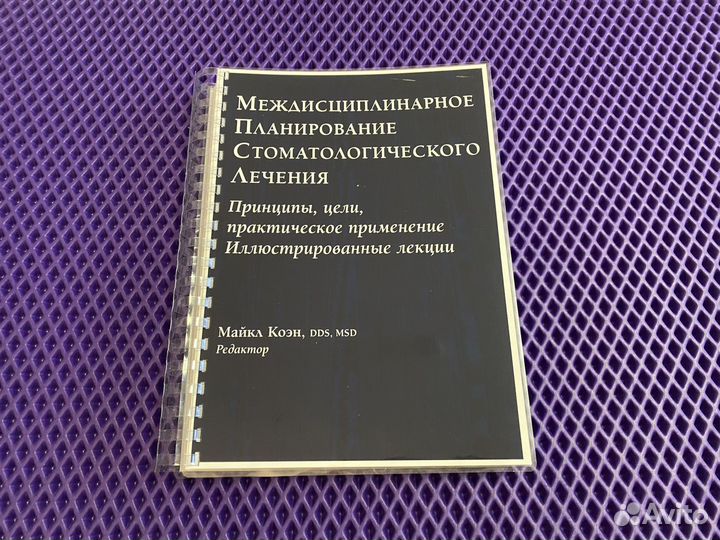 Междисциплинарное
Планирование
Стоматологического
Лечения
Принципы, цели,
практическое применение
Иллюстрированные лекции
Майкл Коэн, DDS, MSD
Редактор
Avito